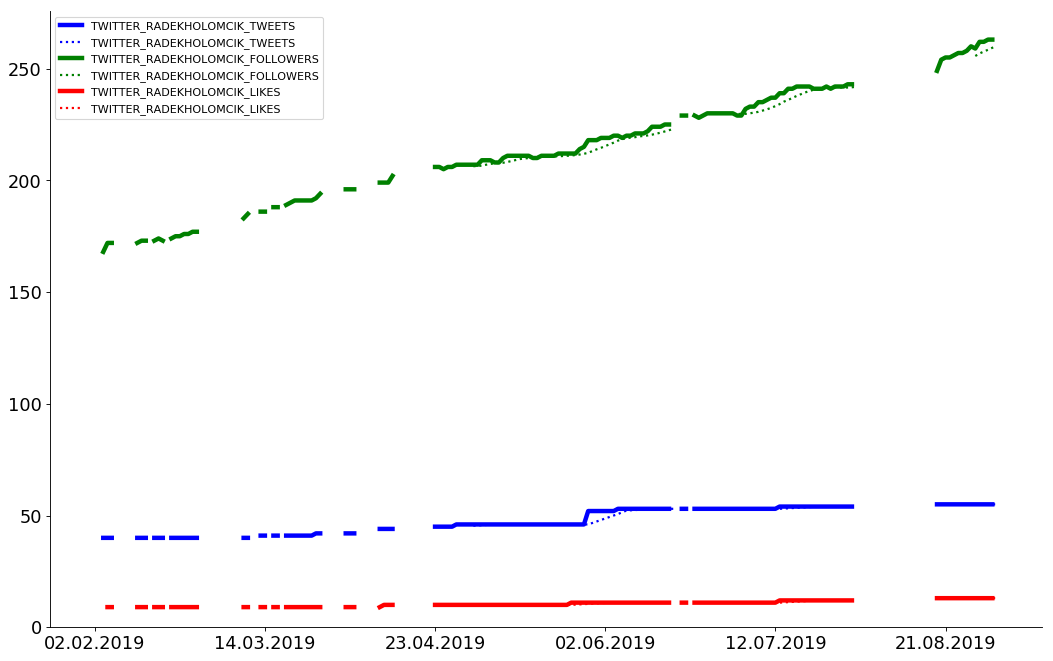 TWITTER_RADEKHOLOMCIK_TWEETS
TWITTER_RADEKHOLOMCIK_TWEETS
TWITTER_RADEKHOLOMCIK_FOLLOWERS
TWITTER_RADEKHOLOMCIK_FOLLOWERS
TWITTER_RADEKHOLOMCIK_LIKES
TWITTER_RADEKHOLOMCIK_LIKES
250
200
150
100
50
0
02.02.2019 14.03.2019 23.04.2019 02.06.2019 12.07.2019 21.08.2019